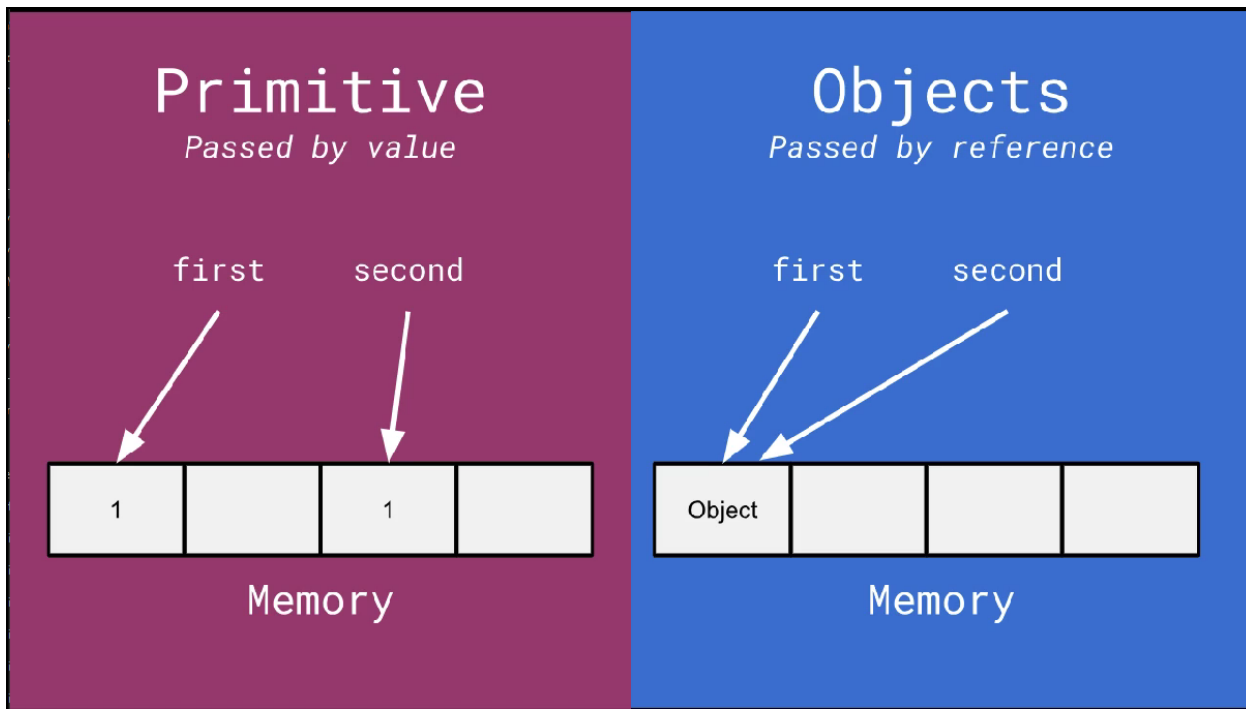 Primitive
Passed by value
first second
1 1
Memory
Objects
Passed by reference
first second
Object
Memory